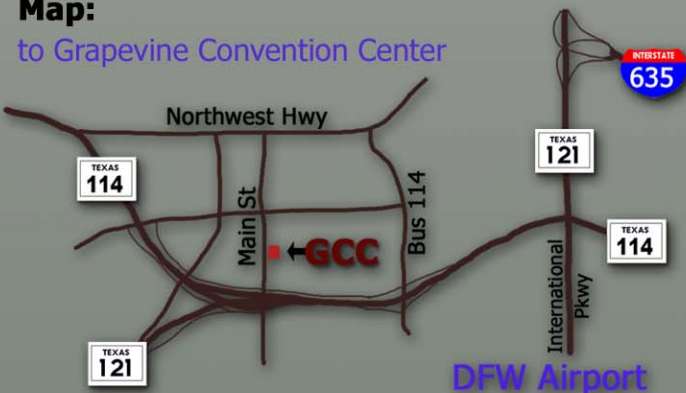 Map:
to Grapevine Convention Center
INTERSTATE
635
Northwest Hwy
TEXAS
121
TEXAS
114
Main St
Bus 114
GCC
TEXAS
114
International
Pkwy
TEXAS
121
DFW Airport